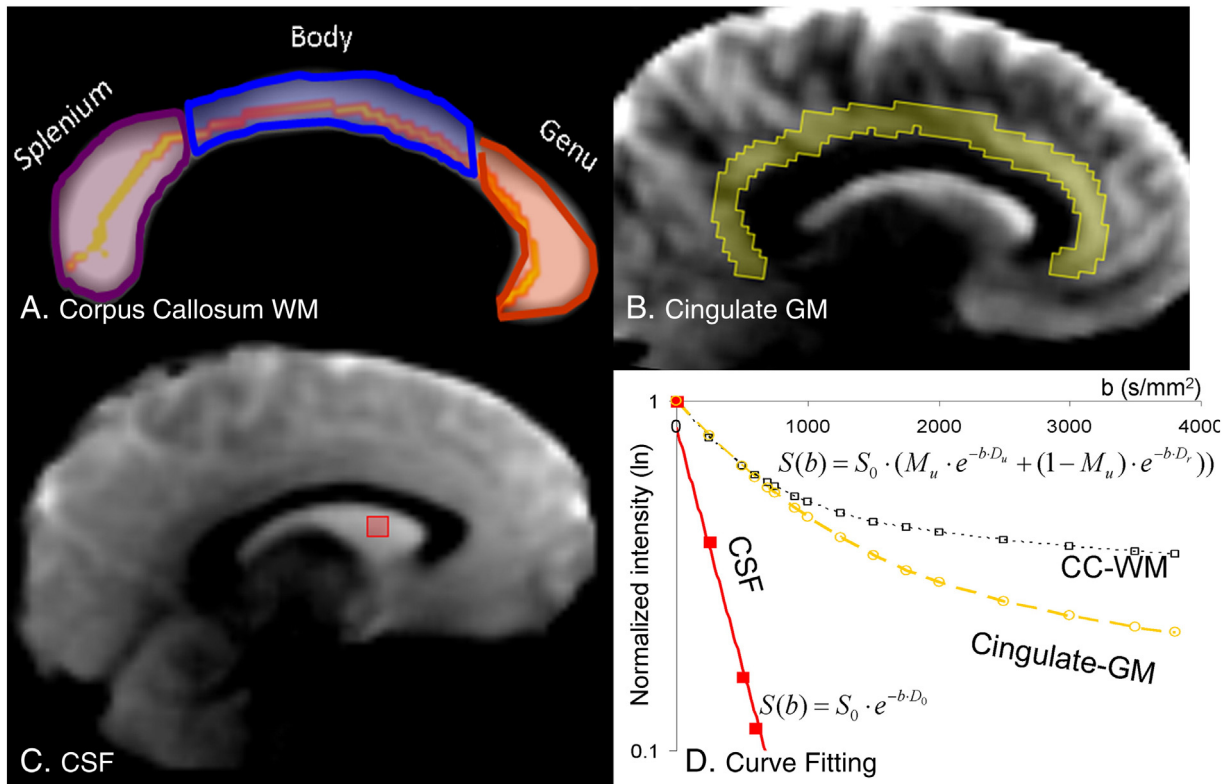 Body
Splenium
Genu
A. Corpus Callosum WM
B. Cingulate GM
C. CSF
b (s/mm²)
1
0 1000 2000 3000 4000
S(b) = S₀ · (Mᵤ · e^{-b·Dᵤ} + (1 − Mᵤ) · e^{-b·Dᵣ}))
Normalized intensity (ln)
CSF
CC-WM
Cingulate-GM
S(b) = S₀ · e^{-b·D₀}
0.1
D. Curve Fitting